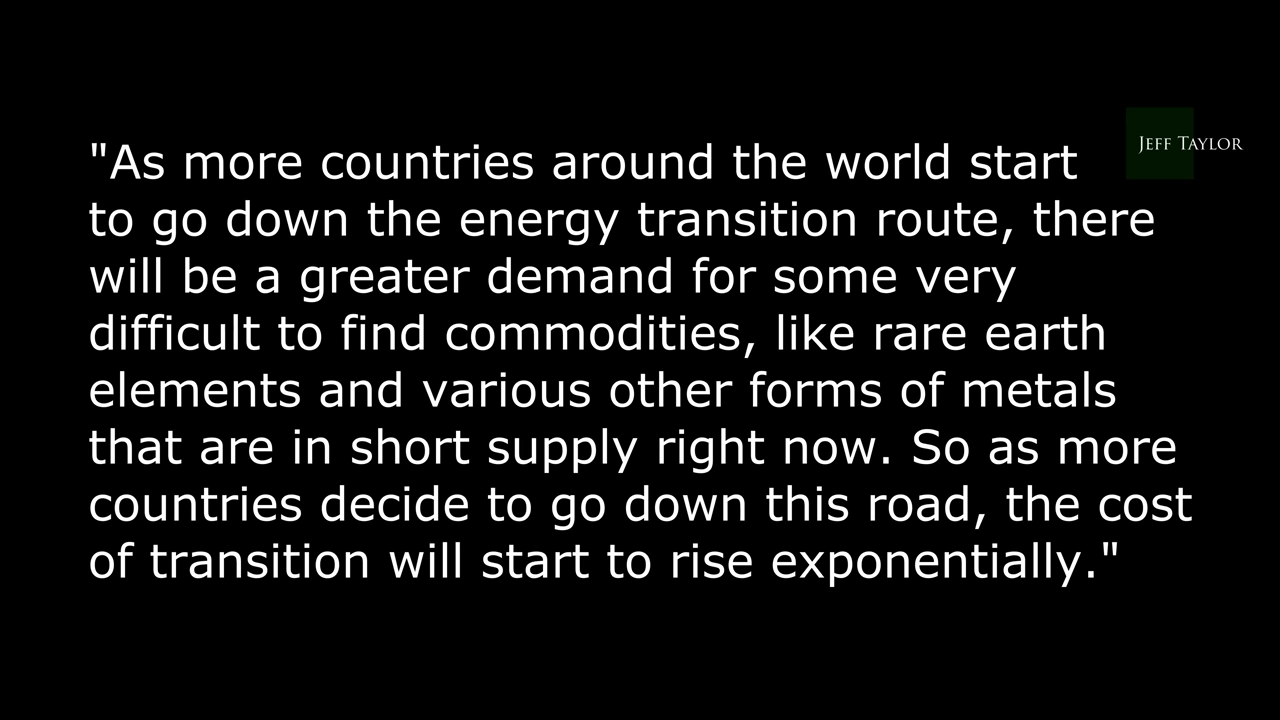 "As more countries around the world start
to go down the energy transition route, there
will be a greater demand for some very
difficult to find commodities, like rare earth
elements and various other forms of metals
that are in short supply right now. So as more
countries decide to go down this road, the cost
of transition will start to rise exponentially."
Jeff Taylor